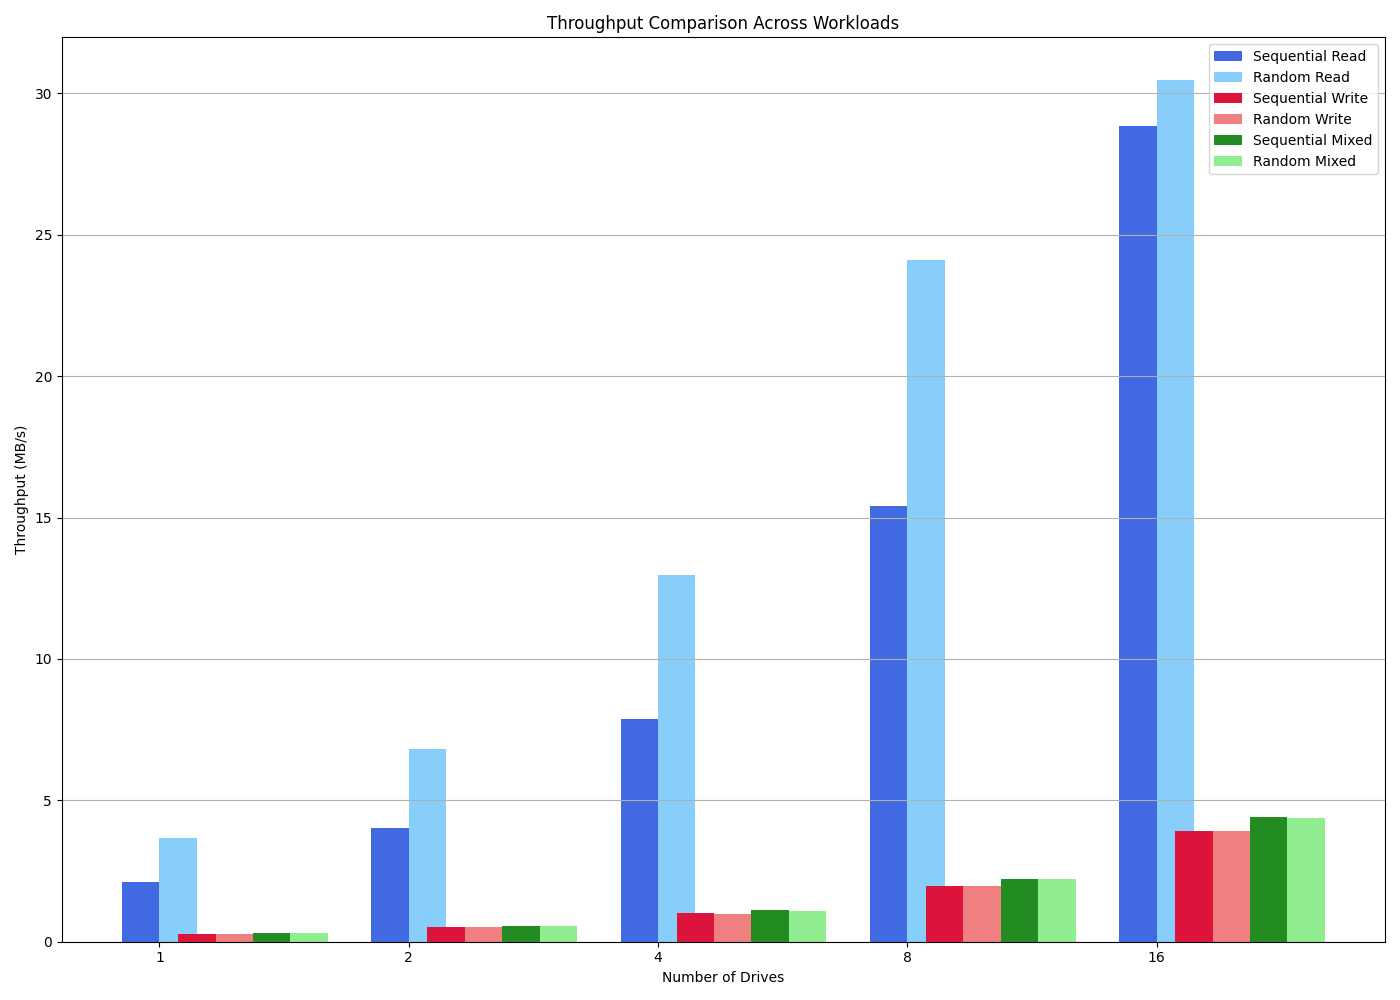 Throughput Comparison Across Workloads
Sequential Read
Random Read
Sequential Write
Random Write
Sequential Mixed
Random Mixed
Throughput (MB/s)
30
25
20
15
10
5
0
1 2 4 8 16
Number of Drives